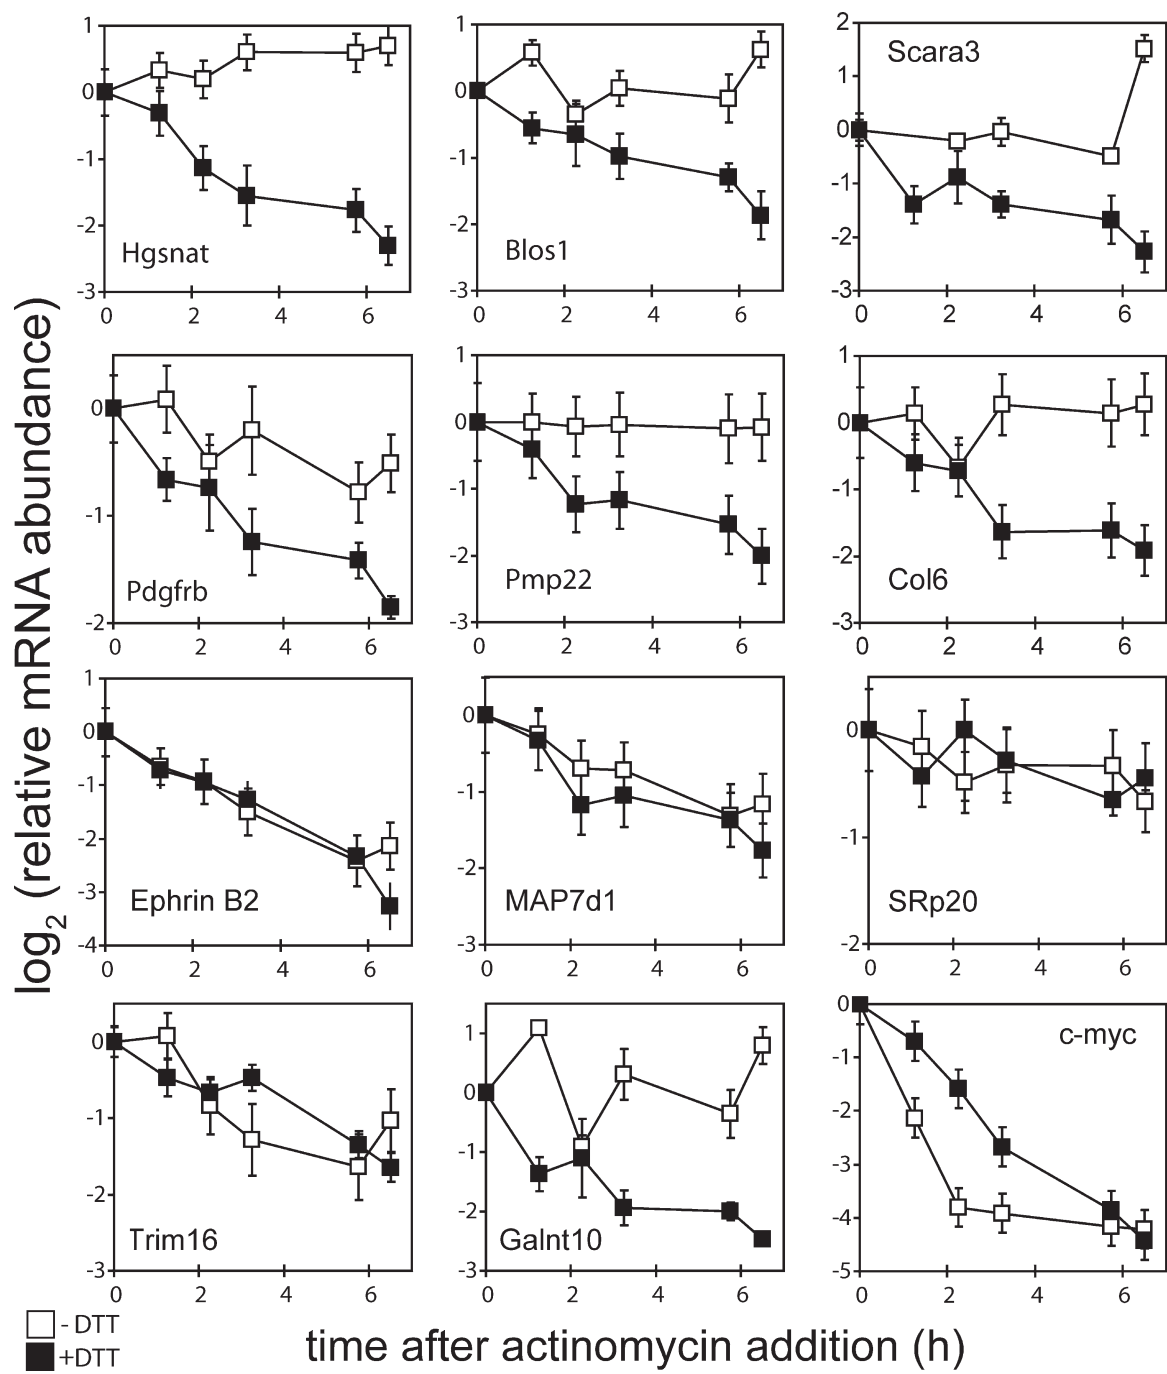 log2 (relative mRNA abundance)
1
0
-1
-2
-3
Hgsnat
0 2 4 6
1
0
-1
-2
-3
Blos1
0 2 4 6
2
1
0
-1
-2
-3
Scara3
0 2 4 6
0
-1
-2
Pdgfrb
0 2 4 6
1
0
-1
-2
-3
Pmp22
0 2 4 6
1
0
-1
-2
-3
Col6
0 2 4 6
1
0
-1
-2
-3
-4
Ephrin B2
0 2 4 6
0
-1
-2
-3
MAP7d1
0 2 4 6
0
-1
-2
SRp20
0 2 4 6
0
-1
-2
-3
Trim16
0 2 4 6
1
0
-1
-2
-3
Galnt10
0 2 4 6
0
-1
-2
-3
-4
-5
c-myc
0 2 4 6
- DTT
+DTT
time after actinomycin addition (h)